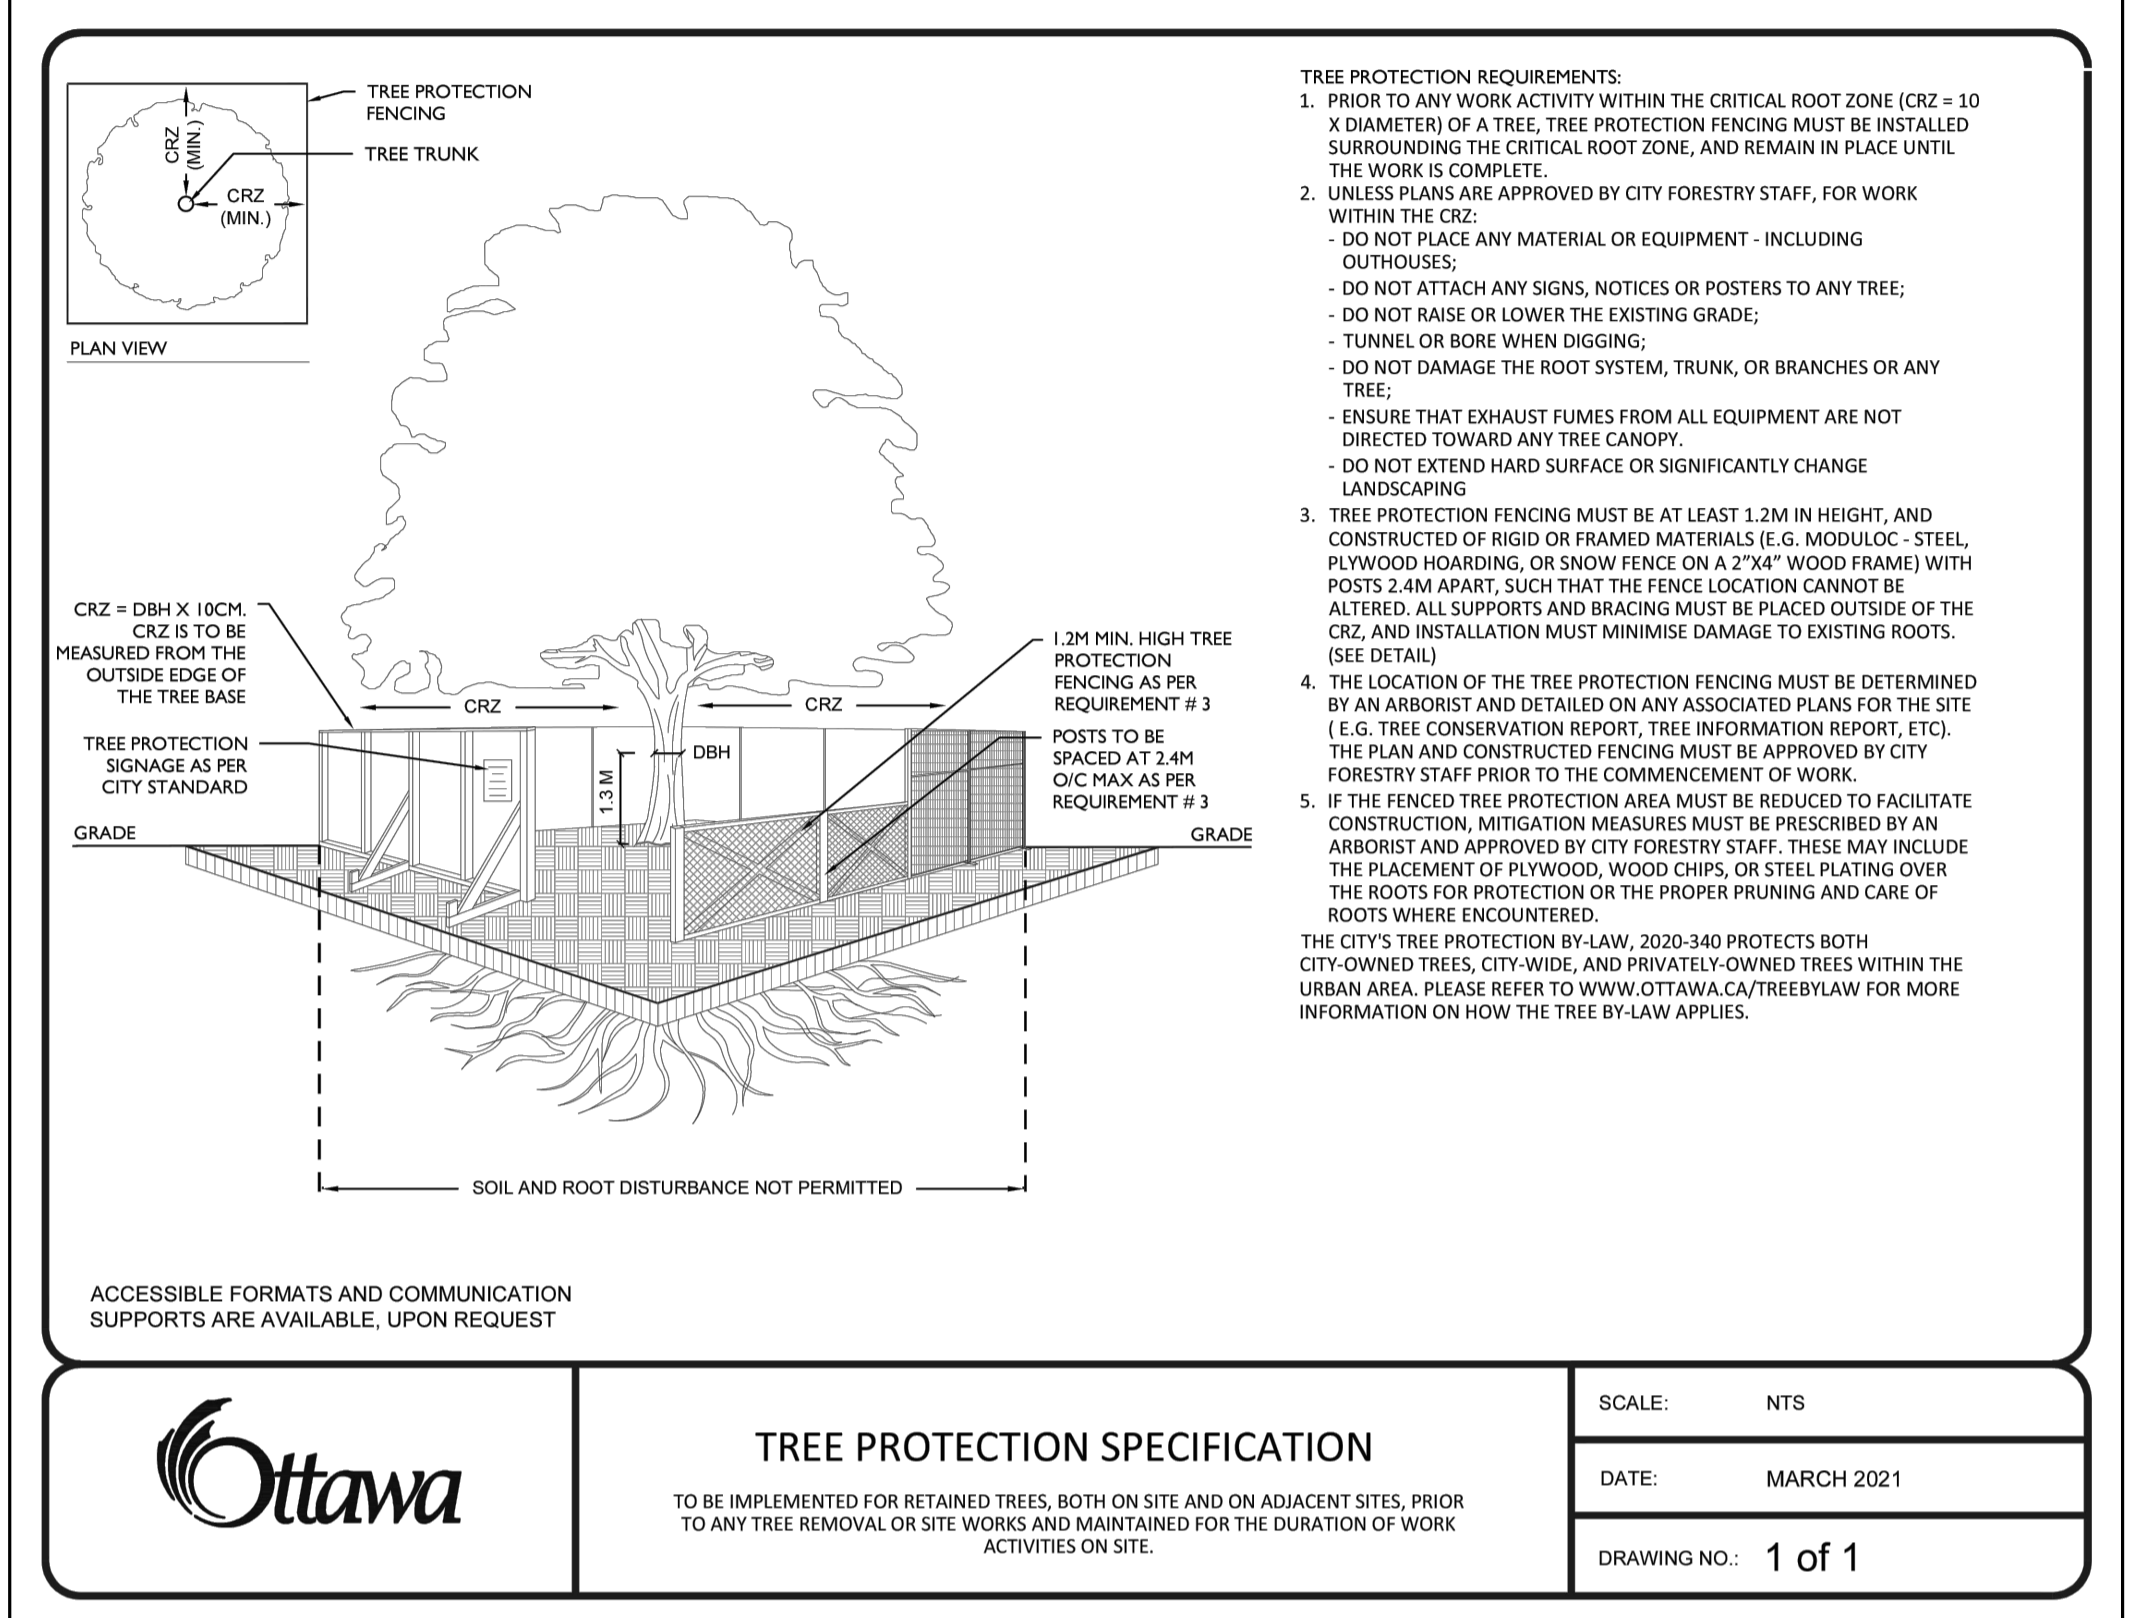 TREE PROTECTION
FENCING
TREE TRUNK
CRZ
(MIN.)
CRZ
(MIN.)
PLAN VIEW
CRZ = DBH X 10CM.
CRZ IS TO BE
MEASURED FROM THE
OUTSIDE EDGE OF
THE TREE BASE
TREE PROTECTION
SIGNAGE AS PER
CITY STANDARD
GRADE
CRZ
CRZ
DBH
1.3 M
1.2M MIN. HIGH TREE
PROTECTION
FENCING AS PER
REQUIREMENT # 3
POSTS TO BE
SPACED AT 2.4M
O/C MAX AS PER
REQUIREMENT # 3
GRADE
SOIL AND ROOT DISTURBANCE NOT PERMITTED
ACCESSIBLE FORMATS AND COMMUNICATION
SUPPORTS ARE AVAILABLE, UPON REQUEST
TREE PROTECTION REQUIREMENTS:
1. PRIOR TO ANY WORK ACTIVITY WITHIN THE CRITICAL ROOT ZONE (CRZ = 10
X DIAMETER) OF A TREE, TREE PROTECTION FENCING MUST BE INSTALLED
SURROUNDING THE CRITICAL ROOT ZONE, AND REMAIN IN PLACE UNTIL
THE WORK IS COMPLETE.
2. UNLESS PLANS ARE APPROVED BY CITY FORESTRY STAFF, FOR WORK
WITHIN THE CRZ:
- DO NOT PLACE ANY MATERIAL OR EQUIPMENT - INCLUDING
OUTHOUSES;
- DO NOT ATTACH ANY SIGNS, NOTICES OR POSTERS TO ANY TREE;
- DO NOT RAISE OR LOWER THE EXISTING GRADE;
- TUNNEL OR BORE WHEN DIGGING;
- DO NOT DAMAGE THE ROOT SYSTEM, TRUNK, OR BRANCHES OR ANY
TREE;
- ENSURE THAT EXHAUST FUMES FROM ALL EQUIPMENT ARE NOT
DIRECTED TOWARD ANY TREE CANOPY.
- DO NOT EXTEND HARD SURFACE OR SIGNIFICANTLY CHANGE
LANDSCAPING
3. TREE PROTECTION FENCING MUST BE AT LEAST 1.2M IN HEIGHT, AND
CONSTRUCTED OF RIGID OR FRAMED MATERIALS (E.G. MODULOC - STEEL,
PLYWOOD HOARDING, OR SNOW FENCE ON A 2”X4” WOOD FRAME) WITH
POSTS 2.4M APART, SUCH THAT THE FENCE LOCATION CANNOT BE
ALTERED. ALL SUPPORTS AND BRACING MUST BE PLACED OUTSIDE OF THE
CRZ, AND INSTALLATION MUST MINIMISE DAMAGE TO EXISTING ROOTS.
(SEE DETAIL)
4. THE LOCATION OF THE TREE PROTECTION FENCING MUST BE DETERMINED
BY AN ARBORIST AND DETAILED ON ANY ASSOCIATED PLANS FOR THE SITE
( E.G. TREE CONSERVATION REPORT, TREE INFORMATION REPORT, ETC).
THE PLAN AND CONSTRUCTED FENCING MUST BE APPROVED BY CITY
FORESTRY STAFF PRIOR TO THE COMMENCEMENT OF WORK.
5. IF THE FENCED TREE PROTECTION AREA MUST BE REDUCED TO FACILITATE
CONSTRUCTION, MITIGATION MEASURES MUST BE PRESCRIBED BY AN
ARBORIST AND APPROVED BY CITY FORESTRY STAFF. THESE MAY INCLUDE
THE PLACEMENT OF PLYWOOD, WOOD CHIPS, OR STEEL PLATING OVER
THE ROOTS FOR PROTECTION OR THE PROPER PRUNING AND CARE OF
ROOTS WHERE ENCOUNTERED.
THE CITY'S TREE PROTECTION BY-LAW, 2020-340 PROTECTS BOTH
CITY-OWNED TREES, CITY-WIDE, AND PRIVATELY-OWNED TREES WITHIN THE
URBAN AREA. PLEASE REFER TO WWW.OTTAWA.CA/TREEBYLAW FOR MORE
INFORMATION ON HOW THE TREE BY-LAW APPLIES.
Ottawa
TREE PROTECTION SPECIFICATION
TO BE IMPLEMENTED FOR RETAINED TREES, BOTH ON SITE AND ON ADJACENT SITES, PRIOR
TO ANY TREE REMOVAL OR SITE WORKS AND MAINTAINED FOR THE DURATION OF WORK
ACTIVITIES ON SITE.
SCALE: NTS
DATE: MARCH 2021
DRAWING NO.: 1 of 1